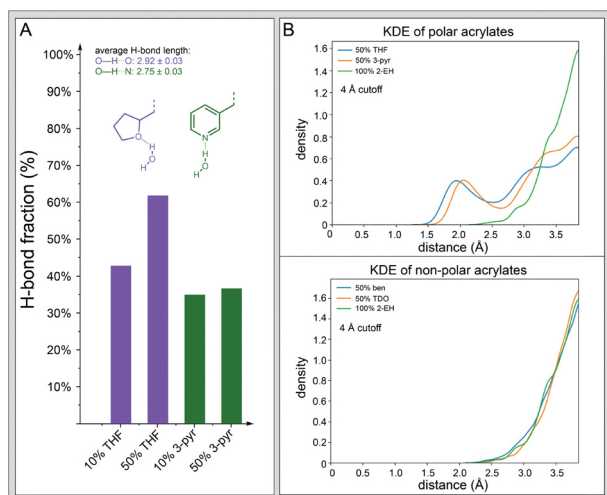 A
average H-bond length:
O—H···O: 2.92 ± 0.03
O—H···N: 2.75 ± 0.03
100%
90%
80%
70%
60%
50%
40%
30%
20%
10%
H-bond fraction (%)
O
H
H
O
N
H
H
O
10% THF
50% THF
10% 3-pyr
50% 3-pyr
B
KDE of polar acrylates
50% THF
50% 3-pyr
100% 2-EH
4 Å cutoff
1.6
1.4
1.2
1.0
0.8
0.6
0.4
0.2
0
density
0 0.5 1.0 1.5 2.0 2.5 3.0 3.5
distance (Å)
KDE of non-polar acrylates
50% ben
50% TDO
100% 2-EH
4 Å cutoff
1.6
1.4
1.2
1.0
0.8
0.6
0.4
0.2
0
density
0 0.5 1.0 1.5 2.0 2.5 3.0 3.5
distance (Å)